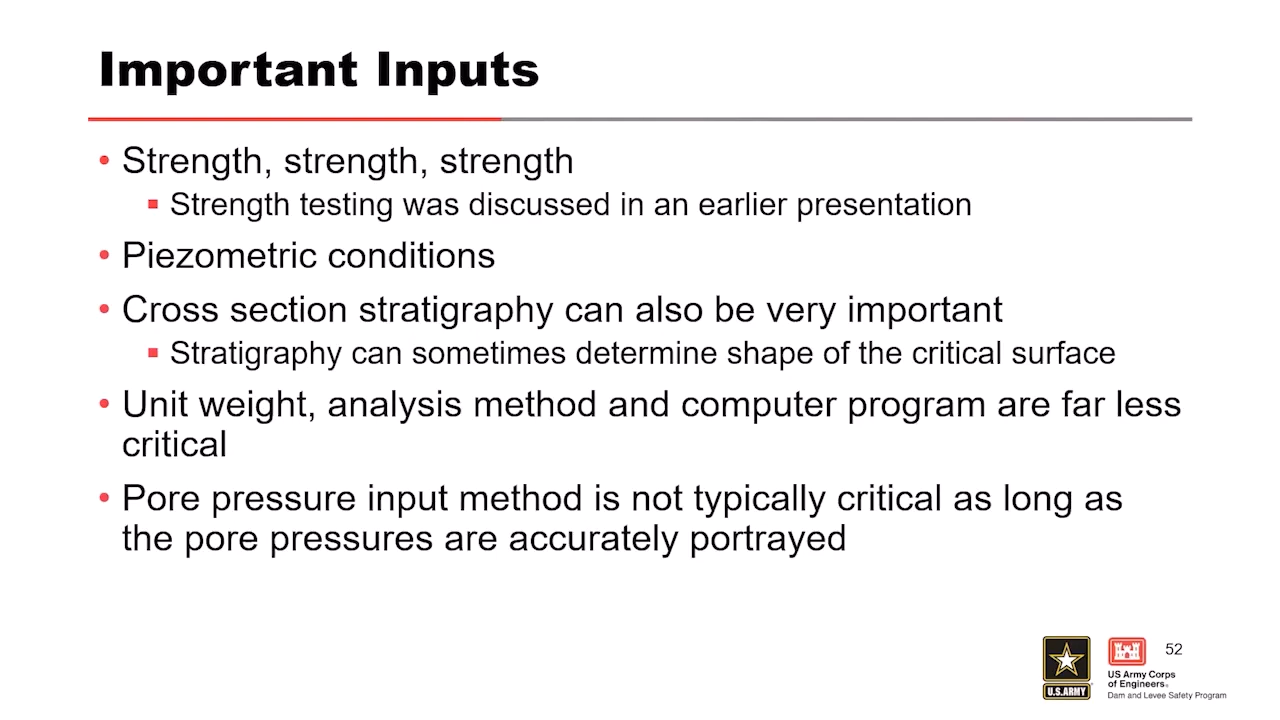 Important Inputs
• Strength, strength, strength
▪ Strength testing was discussed in an earlier presentation
• Piezometric conditions
• Cross section stratigraphy can also be very important
▪ Stratigraphy can sometimes determine shape of the critical surface
• Unit weight, analysis method and computer program are far less
critical
• Pore pressure input method is not typically critical as long as
the pore pressures are accurately portrayed
U.S.ARMY
US Army Corps
of Engineers®
Dam and Levee Safety Program
52